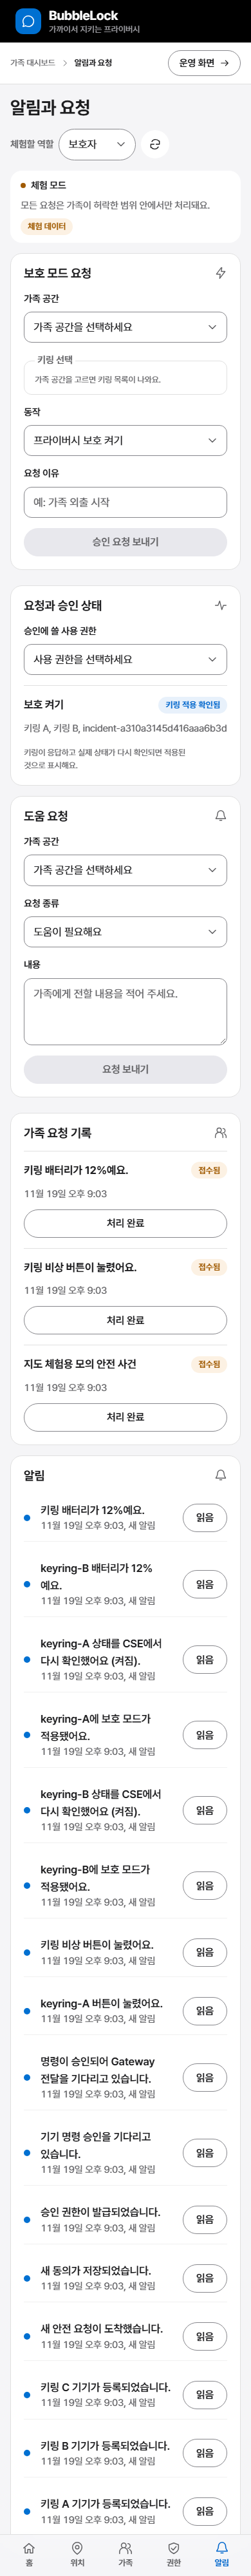 BubbleLock
가까이서 지키는 프라이버시
가족 대시보드 > 알림과 요청
운영 화면 →
알림과 요청
체험할 역할
보호자
체험 모드
모든 요청은 가족이 허락한 범위 안에서만 처리돼요.
체험 데이터
보호 모드 요청
가족 공간
가족 공간을 선택하세요
키링 선택
가족 공간을 고르면 키링 목록이 나와요.
동작
프라이버시 보호 켜기
요청 이유
예: 가족 외출 시작
승인 요청 보내기
요청과 승인 상태
승인에 쓸 사용 권한
사용 권한을 선택하세요
보호 켜기
키링 적용 확인됨
키링 A, 키링 B, incident-a310a3145d416aaa6b3d
키링이 응답하고 실제 상태가 다시 확인되면 적용된
것으로 표시해요.
도움 요청
가족 공간
가족 공간을 선택하세요
요청 종류
도움이 필요해요
내용
가족에게 전할 내용을 적어 주세요.
요청 보내기
가족 요청 기록
키링 배터리가 12%예요.
접수됨
11월 19일 오후 9:03
처리 완료
키링 비상 버튼이 눌렸어요.
접수됨
11월 19일 오후 9:03
처리 완료
지도 체험용 모의 안전 사건
접수됨
11월 19일 오후 9:03
처리 완료
알림
키링 배터리가 12%예요.
11월 19일 오후 9:03, 새 알림
읽음
keyring-B 배터리가 12%
예요.
11월 19일 오후 9:03, 새 알림
읽음
keyring-A 상태를 CSE에서
다시 확인했어요 (켜짐).
11월 19일 오후 9:03, 새 알림
읽음
keyring-A에 보호 모드가
적용됐어요.
11월 19일 오후 9:03, 새 알림
읽음
keyring-B 상태를 CSE에서
다시 확인했어요 (켜짐).
11월 19일 오후 9:03, 새 알림
읽음
keyring-B에 보호 모드가
적용됐어요.
11월 19일 오후 9:03, 새 알림
읽음
키링 비상 버튼이 눌렸어요.
11월 19일 오후 9:03, 새 알림
읽음
keyring-A 버튼이 눌렸어요.
11월 19일 오후 9:03, 새 알림
읽음
명령이 승인되어 Gateway
전달을 기다리고 있습니다.
11월 19일 오후 9:03, 새 알림
읽음
기기 명령 승인을 기다리고
있습니다.
11월 19일 오후 9:03, 새 알림
읽음
승인 권한이 발급되었습니다.
11월 19일 오후 9:03, 새 알림
읽음
새 동의가 저장되었습니다.
11월 19일 오후 9:03, 새 알림
읽음
새 안전 요청이 도착했습니다.
11월 19일 오후 9:03, 새 알림
읽음
키링 C 기기가 등록되었습니다.
11월 19일 오후 9:03, 새 알림
읽음
키링 B 기기가 등록되었습니다.
11월 19일 오후 9:03, 새 알림
읽음
키링 A 기기가 등록되었습니다.
11월 19일 오후 9:03, 새 알림
읽음
홈
위치
가족
권한
알림